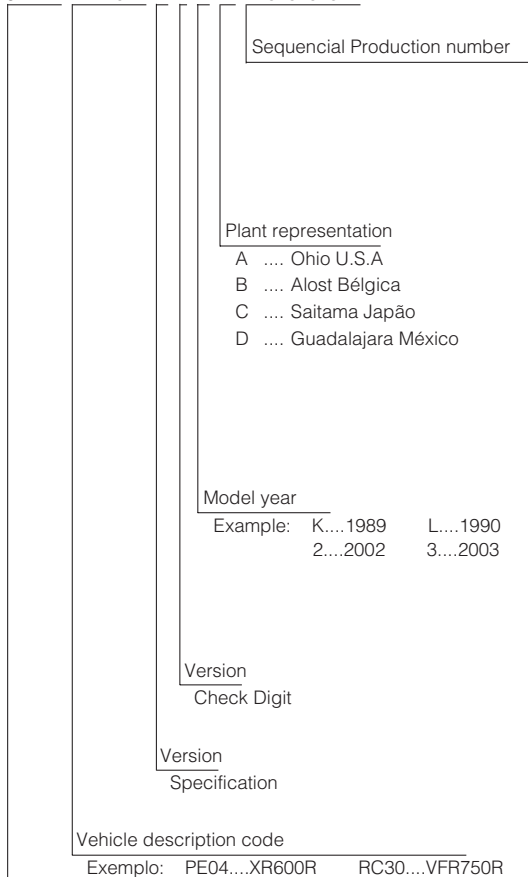 Sequencial Production number
Plant representation
A .... Ohio U.S.A
B .... Alost Bélgica
C .... Saitama Japão
D .... Guadalajara México
Model year
Example: K....1989 L....1990
2....2002 3....2003
Version
Check Digit
Version
Specification
Vehicle description code
Exemplo: PE04....XR600R RC30....VFR750R